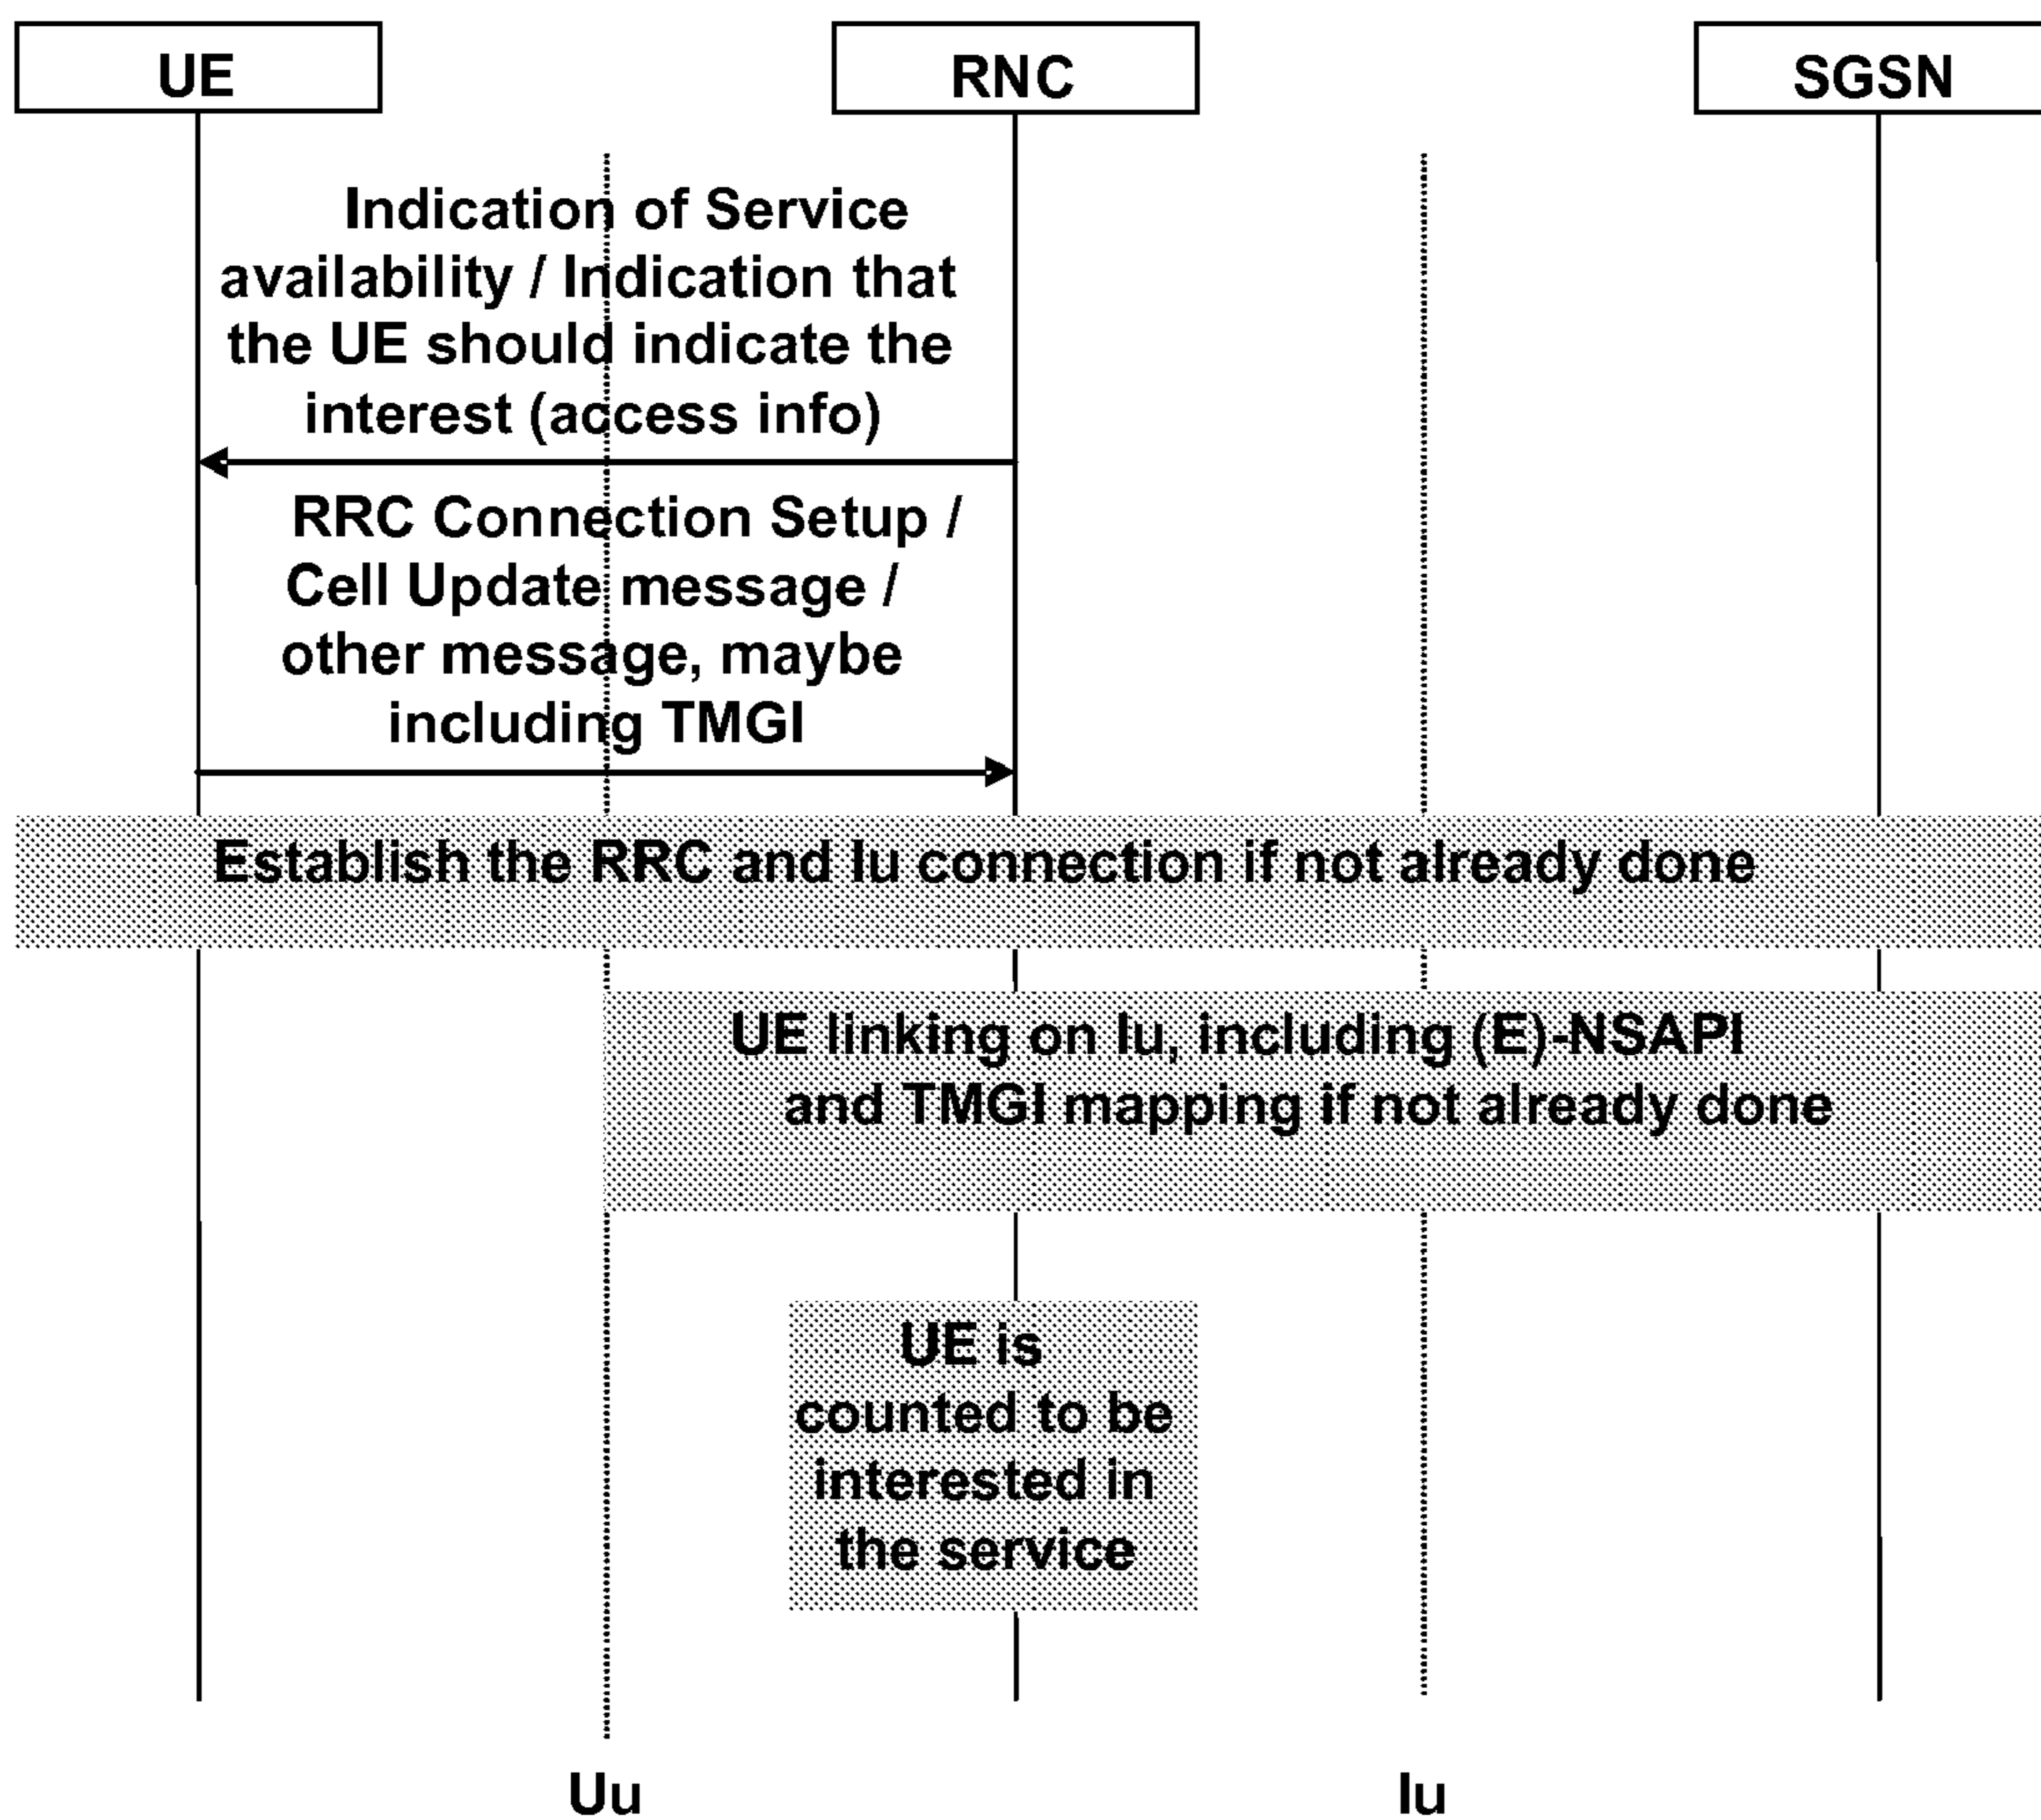 UE
RNC
SGSN
Indication of Service
availability / Indication that
the UE should indicate the
interest (access info)
RRC Connection Setup /
Cell Update message /
other message, maybe
including TMGI
Establish the RRC and Iu connection if not already done
UE linking on Iu, including (E)-NSAPI
and TMGI mapping if not already done
UE is
counted to be
interested in
the service
Uu
Iu